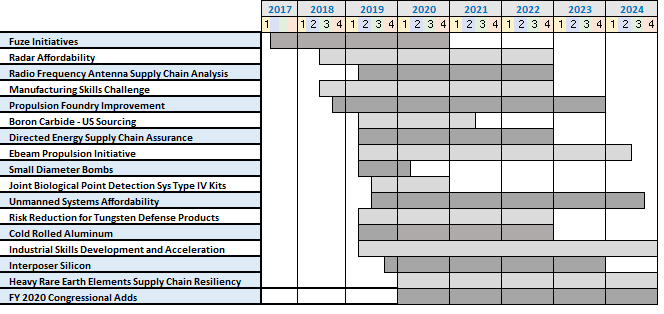 2017 2018 2019 2020 2021 2022 2023 2024
1 1 2 3 4 1 2 3 4 1 2 3 4 1 2 3 4 1 2 3 4 1 2 3 4 1 2 3 4
Fuze Initiatives
Radar Affordability
Radio Frequency Antenna Supply Chain Analysis
Manufacturing Skills Challenge
Propulsion Foundry Improvement
Boron Carbide - US Sourcing
Directed Energy Supply Chain Assurance
Ebeam Propulsion Initiative
Small Diameter Bombs
Joint Biological Point Detection Sys Type IV Kits
Unmanned Systems Affordability
Risk Reduction for Tungsten Defense Products
Cold Rolled Aluminum
Industrial Skills Development and Acceleration
Interposer Silicon
Heavy Rare Earth Elements Supply Chain Resiliency
FY 2020 Congressional Adds